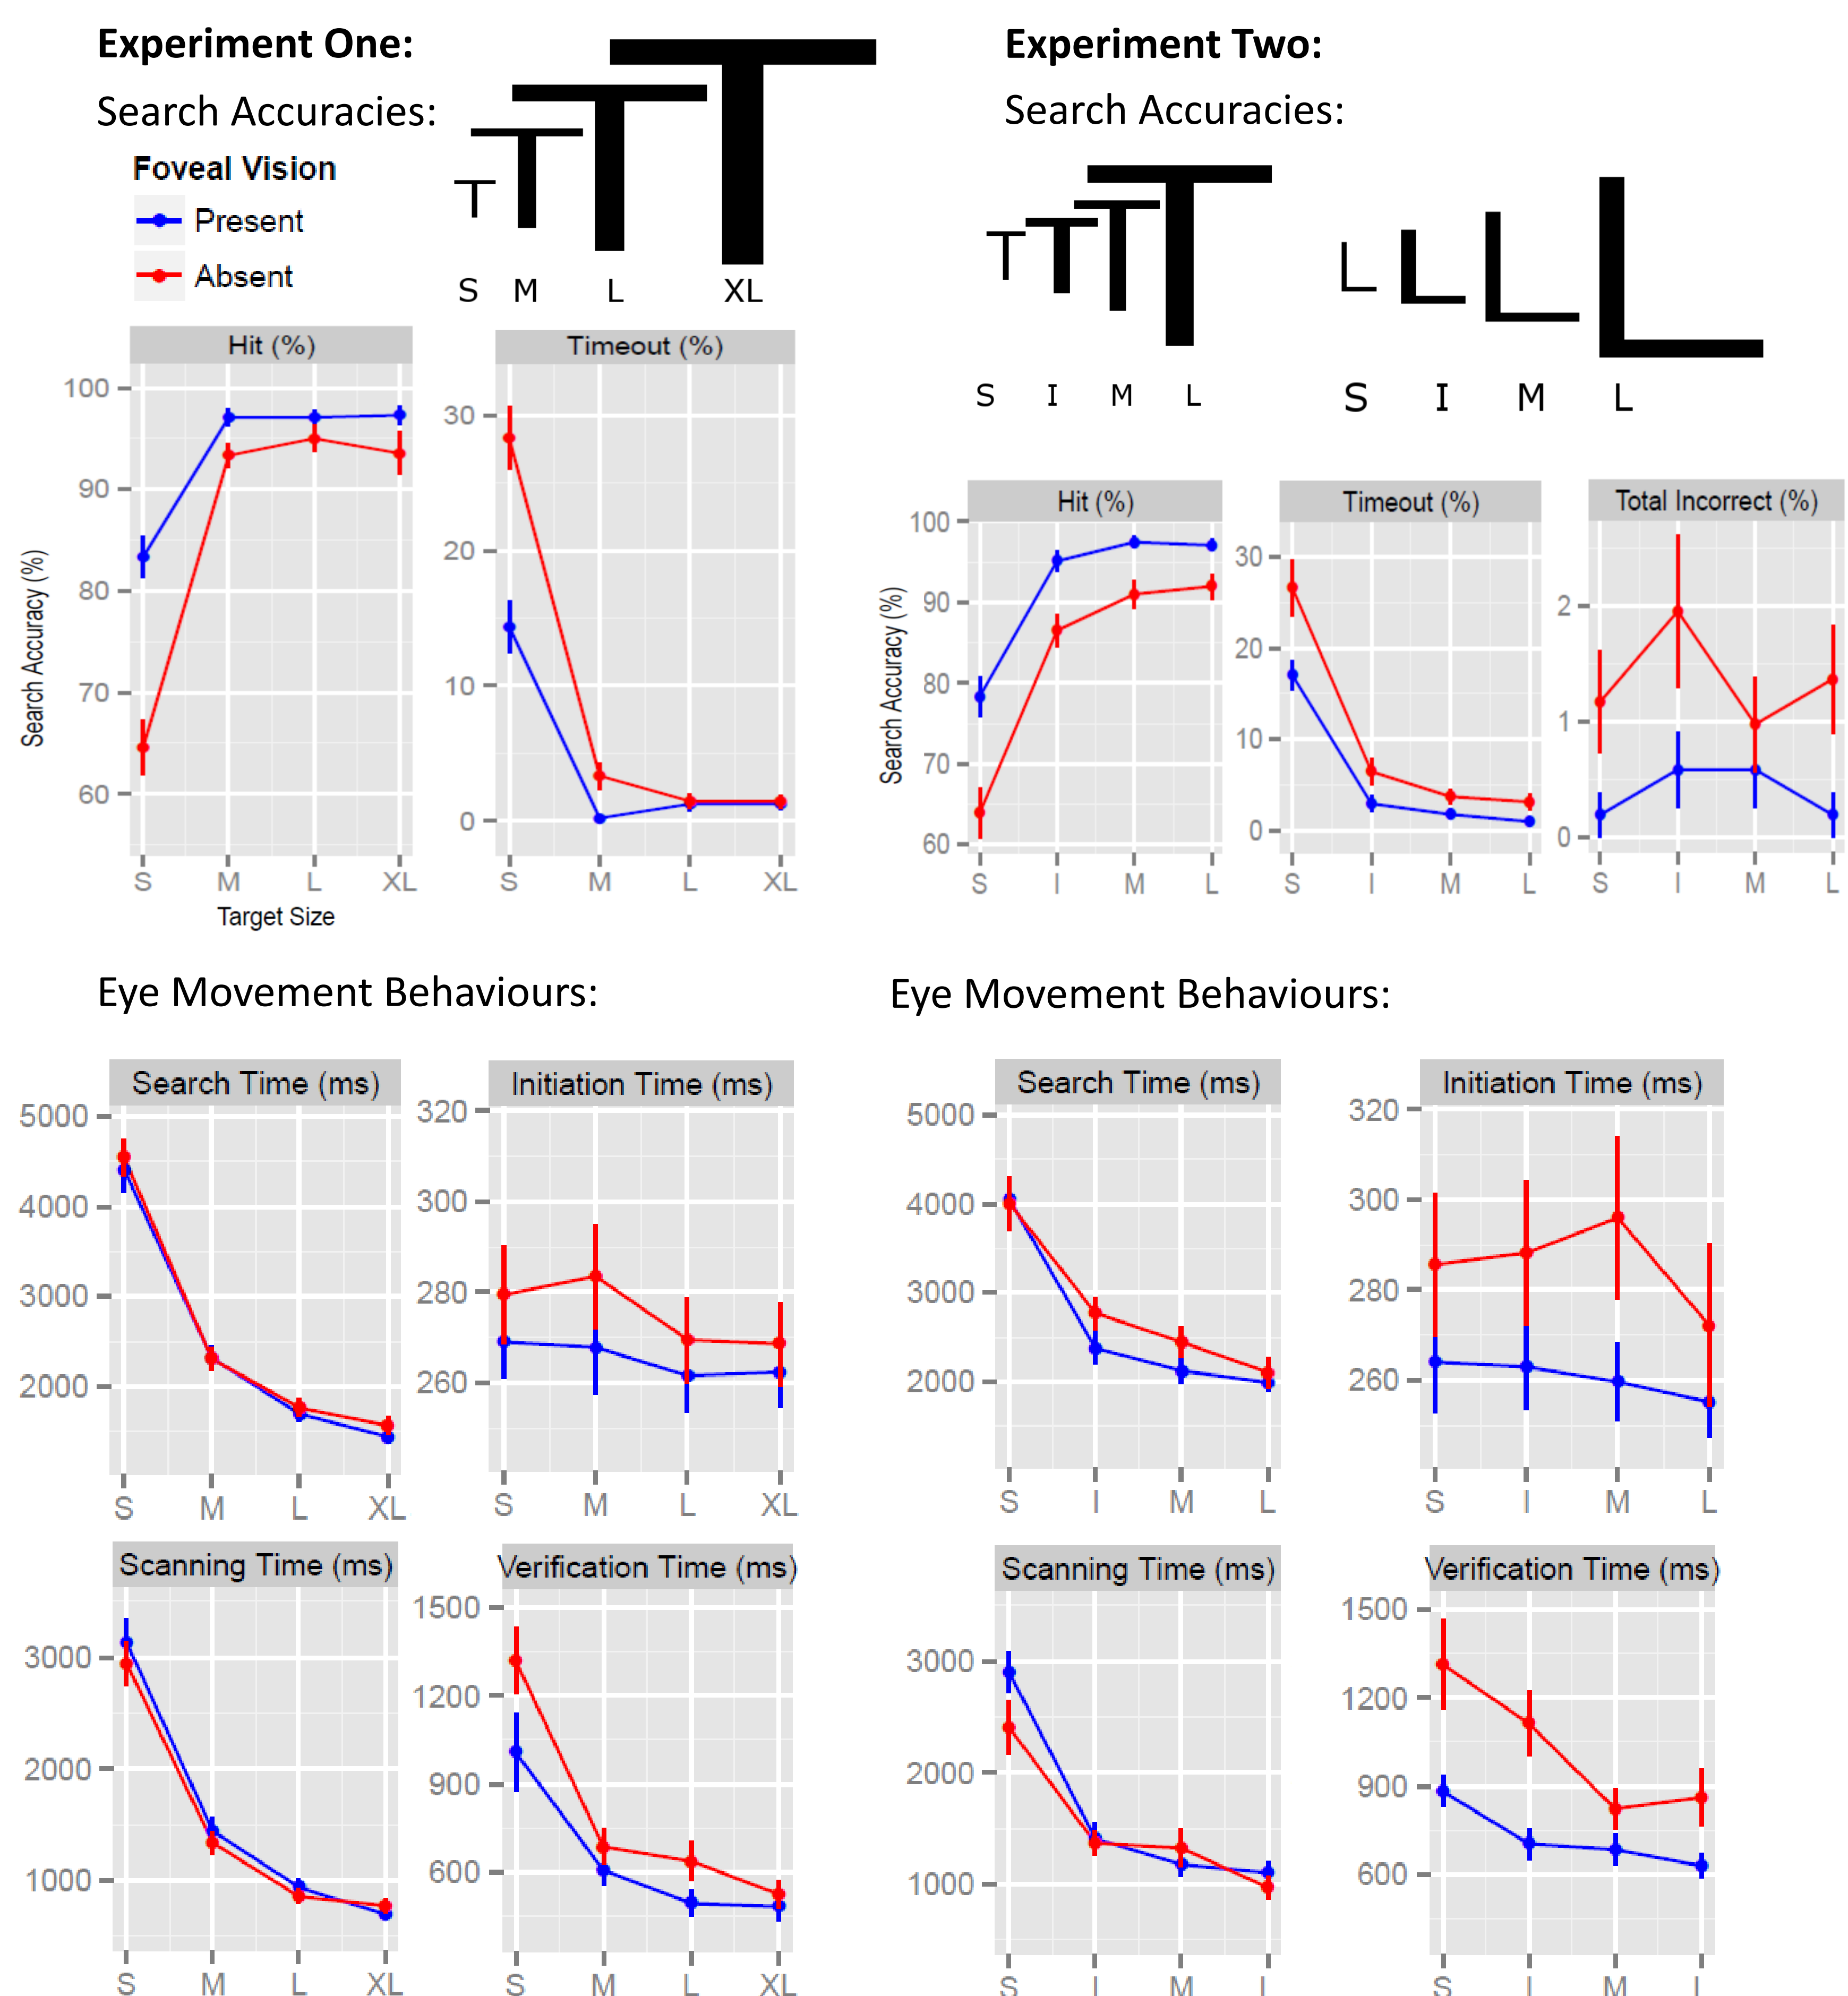 Experiment One:
Search Accuracies:
Foveal Vision
Present
Absent
T T T T
S M L XL
Hit (%)
100
90
80
70
60
Search Accuracy (%)
S M L XL
Target Size
Timeout (%)
30
20
10
0
S M L XL
Experiment Two:
Search Accuracies:
T T T T
S I M L
L L L L
S I M L
Hit (%)
100
90
80
70
60
Search Accuracy (%)
S I M L
Timeout (%)
30
20
10
0
S I M L
Total Incorrect (%)
2
1
0
S I M L
Eye Movement Behaviours:
Search Time (ms)
5000
4000
3000
2000
S M L XL
Initiation Time (ms)
320
300
280
260
S M L XL
Scanning Time (ms)
3000
2000
1000
S M L XL
Verification Time (ms)
1500
1200
900
600
S M L XL
Eye Movement Behaviours:
Search Time (ms)
5000
4000
3000
2000
S I M L
Initiation Time (ms)
320
300
280
260
S I M L
Scanning Time (ms)
3000
2000
1000
S I M L
Verification Time (ms)
1500
1200
900
600
S I M L